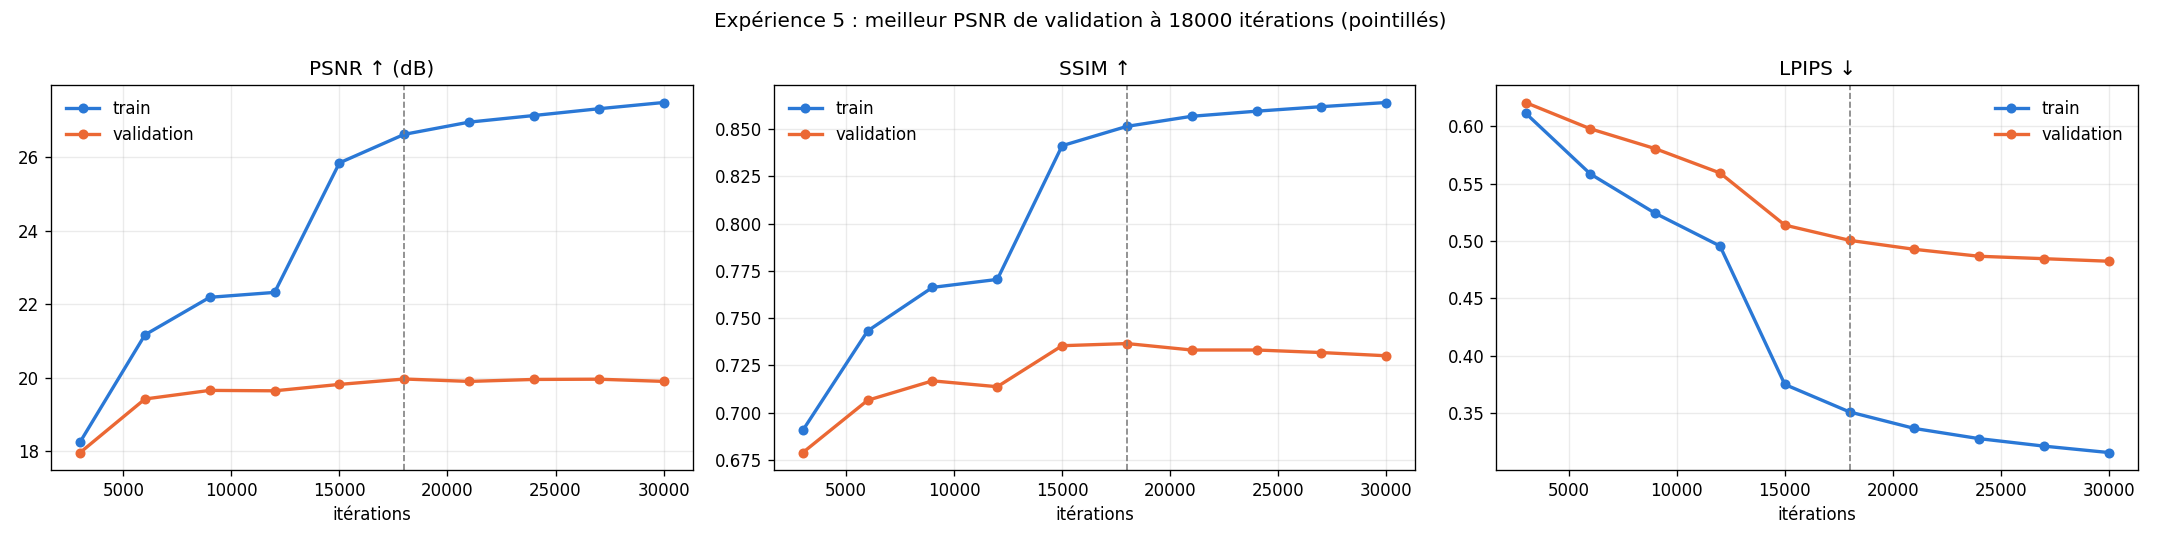 Expérience 5 : meilleur PSNR de validation à 18000 itérations (pointillés)
PSNR ↑ (dB)
train
validation
26
24
22
20
18
5000 10000 15000 20000 25000 30000
itérations
SSIM ↑
train
validation
0.850
0.825
0.800
0.775
0.750
0.725
0.700
0.675
5000 10000 15000 20000 25000 30000
itérations
LPIPS ↓
train
validation
0.60
0.55
0.50
0.45
0.40
0.35
5000 10000 15000 20000 25000 30000
itérations